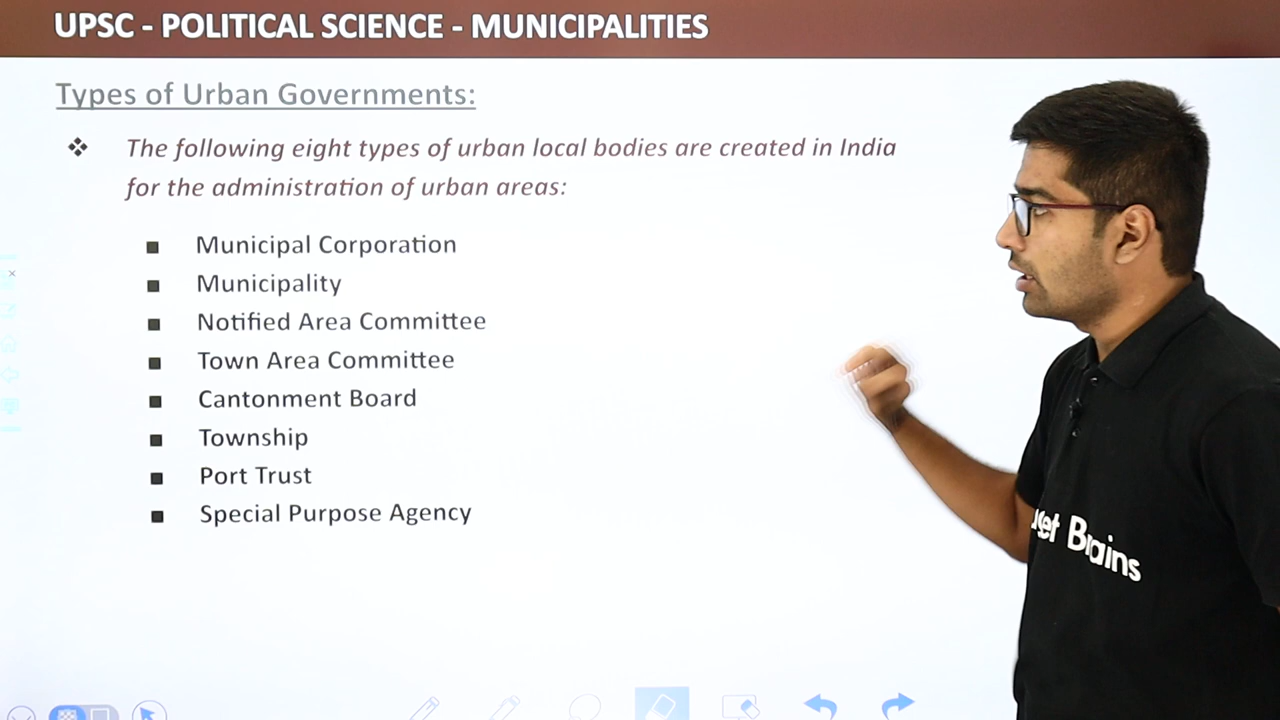 UPSC - POLITICAL SCIENCE - MUNICIPALITIES
Types of Urban Governments:
The following eight types of urban local bodies are created in India
for the administration of urban areas:
Municipal Corporation
Municipality
Notified Area Committee
Town Area Committee
Cantonment Board
Township
Port Trust
Special Purpose Agency
Brains